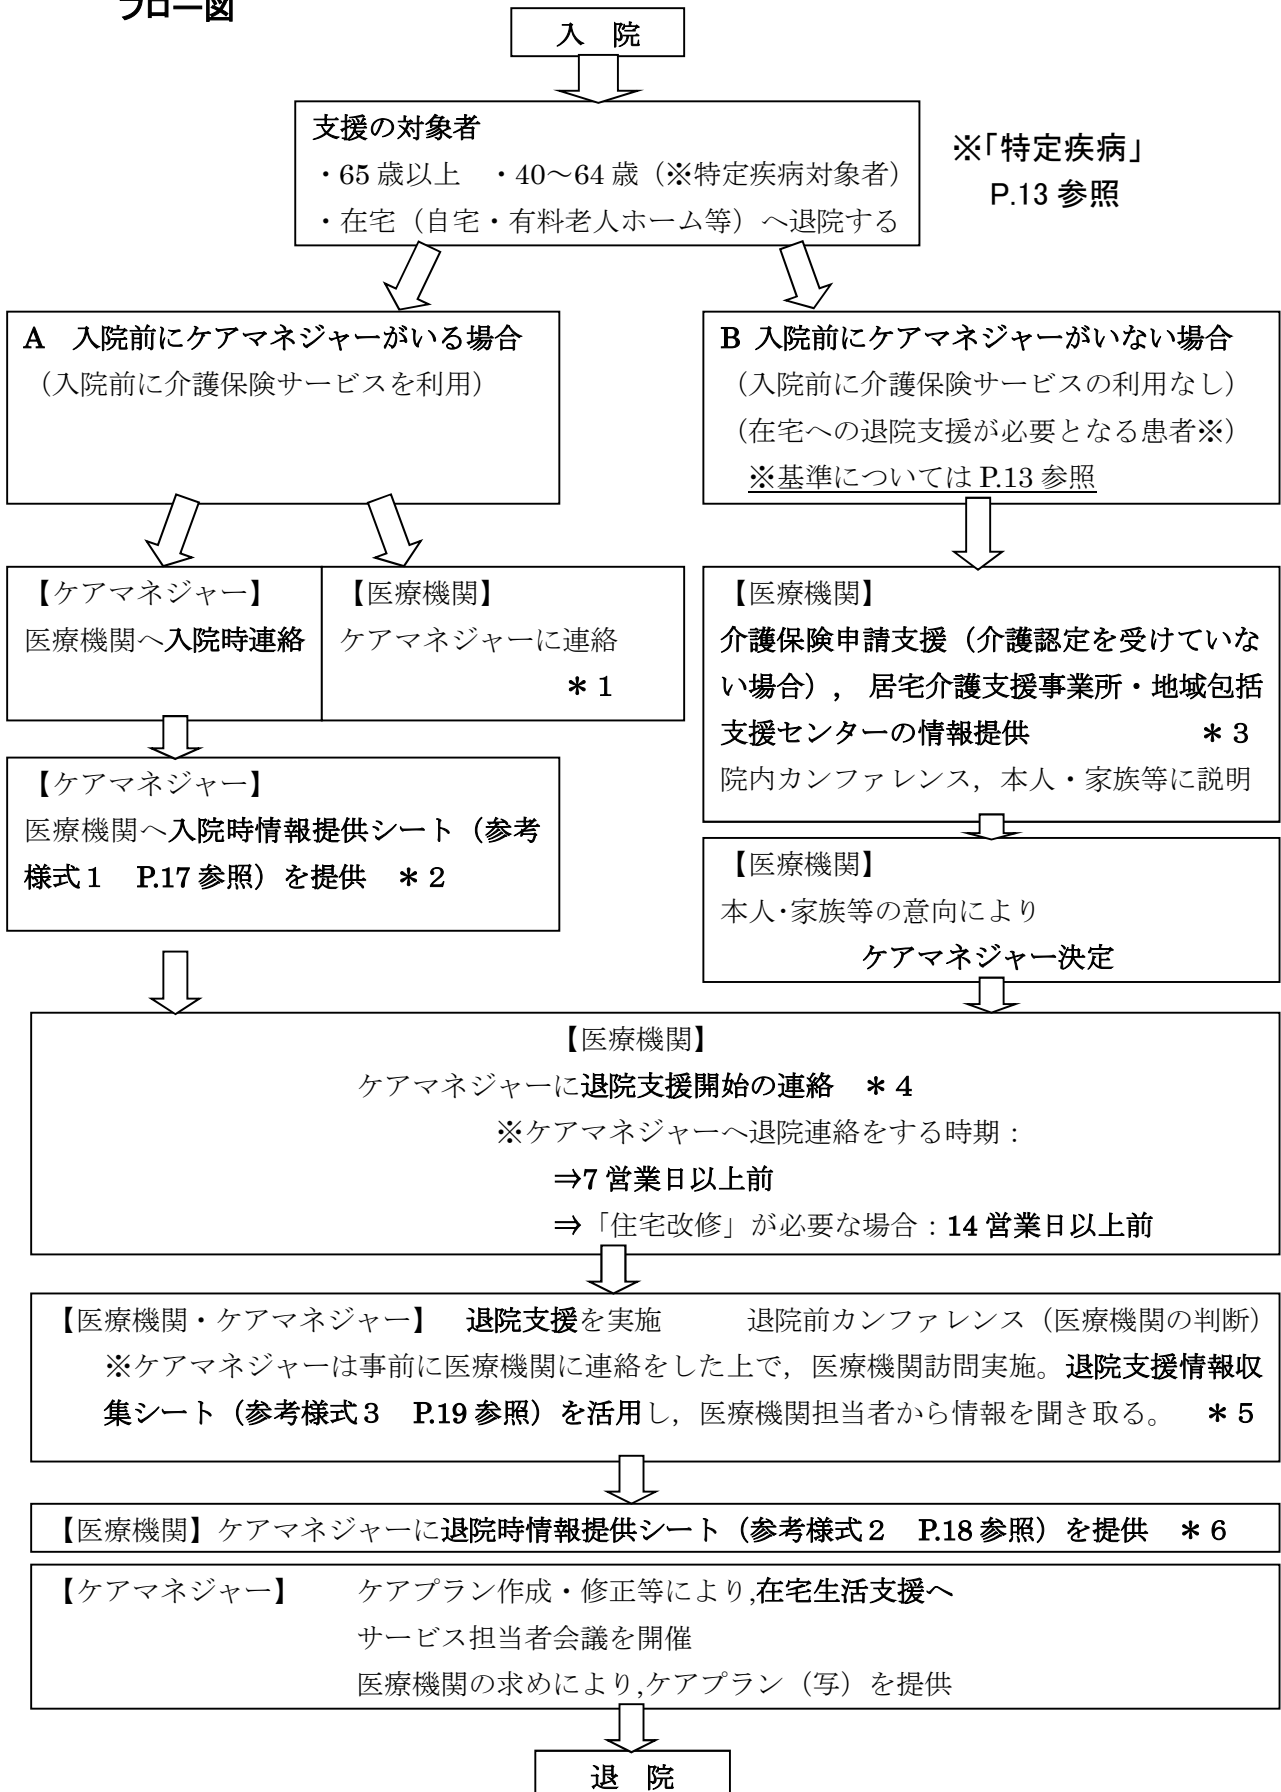 フロー図
入　院
支援の対象者
・65 歳以上　・40～64 歳（※特定疾病対象者）
・在宅（自宅・有料老人ホーム等）へ退院する
※「特定疾病」
P.13 参照
A　入院前にケアマネジャーがいる場合
（入院前に介護保険サービスを利用）
B 入院前にケアマネジャーがいない場合
（入院前に介護保険サービスの利用なし）
（在宅への退院支援が必要となる患者※）
※基準については P.13 参照
【ケアマネジャー】
医療機関へ入院時連絡
【医療機関】
ケアマネジャーに連絡
＊1
【ケアマネジャー】
医療機関へ入院時情報提供シート（参考
様式１　P.17 参照）を提供　＊2
【医療機関】
介護保険申請支援（介護認定を受けていな
い場合），居宅介護支援事業所・地域包括
支援センターの情報提供　＊3
院内カンファレンス，本人・家族等に説明
【医療機関】
本人･家族等の意向により
ケアマネジャー決定
【医療機関】
ケアマネジャーに退院支援開始の連絡　＊4
※ケアマネジャーへ退院連絡をする時期：
⇒7 営業日以上前
⇒「住宅改修」が必要な場合：14 営業日以上前
【医療機関・ケアマネジャー】　退院支援を実施　退院前カンファレンス（医療機関の判断）
※ケアマネジャーは事前に医療機関に連絡をした上で，医療機関訪問実施。退院支援情報収
集シート（参考様式３　P.19 参照）を活用し，医療機関担当者から情報を聞き取る。　＊5
【医療機関】ケアマネジャーに退院時情報提供シート（参考様式２　P.18 参照）を提供　＊6
【ケアマネジャー】　ケアプラン作成・修正等により,在宅生活支援へ
サービス担当者会議を開催
医療機関の求めにより,ケアプラン（写）を提供
退　院